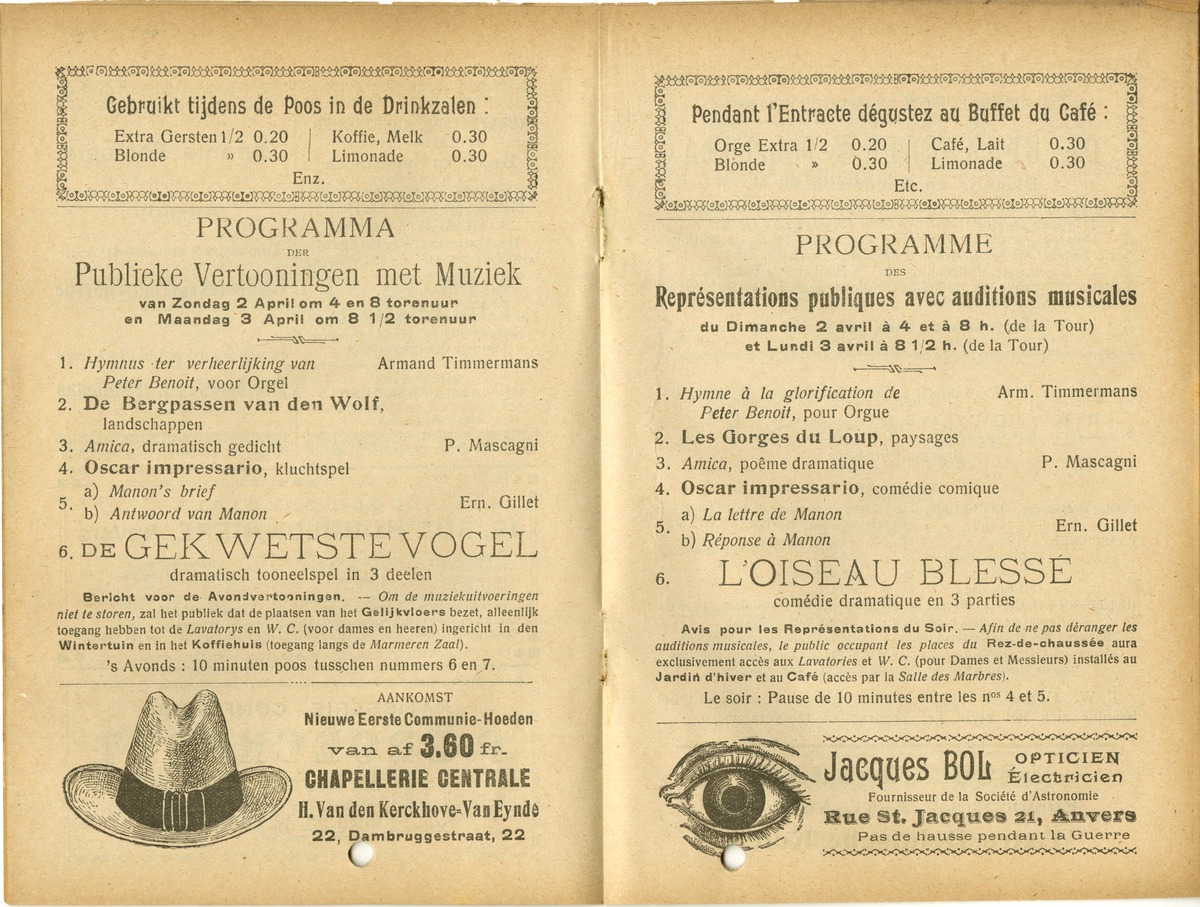 Gebruikt tijdens de Poos in de Drinkzalen :
Extra Gersten 1/2 0.20 Koffie, Melk 0.30
Blonde » 0.30 Limonade 0.30
Enz.
PROGRAMMA
DER
Publieke Vertooningen met Muziek
van Zondag 2 April om 4 en 8 torenuur
en Maandag 3 April om 8 1/2 torenuur
1. Hymnus ter verheerlijking van Armand Timmermans
Peter Benoit, voor Orgel
2. De Bergpassen van den Wolf,
landschappen
3. Amica, dramatisch gedicht P. Mascagni
4. Oscar impressario, kluchtspel
5. a) Manon's brief Ern. Gillet
b) Antwoord van Manon
6. DE GEKWETSTE VOGEL
dramatisch tooneelspel in 3 deelen
Bericht voor de Avondvertooningen. — Om de muziekuitvoeringen
niet te storen, zal het publiek dat de plaatsen van het Gelijkvloers bezet, alleenlijk
toegang hebben tot de Lavatorys en W. C. (voor dames en heeren) ingericht in den
Wintertuin en in het Koffiehuis (toegang langs de Marmeren Zaal).
's Avonds : 10 minuten poos tusschen nummers 6 en 7.
AANKOMST
Nieuwe Eerste Communie-Hoeden
van af 3.60 fr.
CHAPELLERIE CENTRALE
H. Van den Kerckhove=Van Eynde
22, Dambruggestraat, 22
Pendant l'Entracte dégustez au Buffet du Café :
Orge Extra 1/2 0.20 Café, Lait 0.30
Blonde » 0.30 Limonade 0.30
Etc.
PROGRAMME
DES
Représentations publiques avec auditions musicales
du Dimanche 2 avril à 4 et à 8 h. (de la Tour)
et Lundi 3 avril à 8 1/2 h. (de la Tour)
1. Hymne à la glorification de Arm. Timmermans
Peter Benoit, pour Orgue
2. Les Gorges du Loup, paysages
3. Amica, poême dramatique P. Mascagni
4. Oscar impressario, comédie comique
5. a) La lettre de Manon Ern. Gillet
b) Réponse à Manon
6. L'OISEAU BLESSÉ
comédie dramatique en 3 parties
Avis pour les Représentations du Soir. — Afin de ne pas déranger les
auditions musicales, le public occupant les places du Rez-de-chaussée aura
exclusivement accès aux Lavatories et W. C. (pour Dames et Messieurs) installés au
Jardin d'hiver et au Café (accès par la Salle des Marbres).
Le soir : Pause de 10 minutes entre les nos 4 et 5.
Jacques BOL OPTICIEN
Électricien
Fournisseur de la Société d'Astronomie
Rue St. Jacques 21, Anvers
Pas de hausse pendant la Guerre